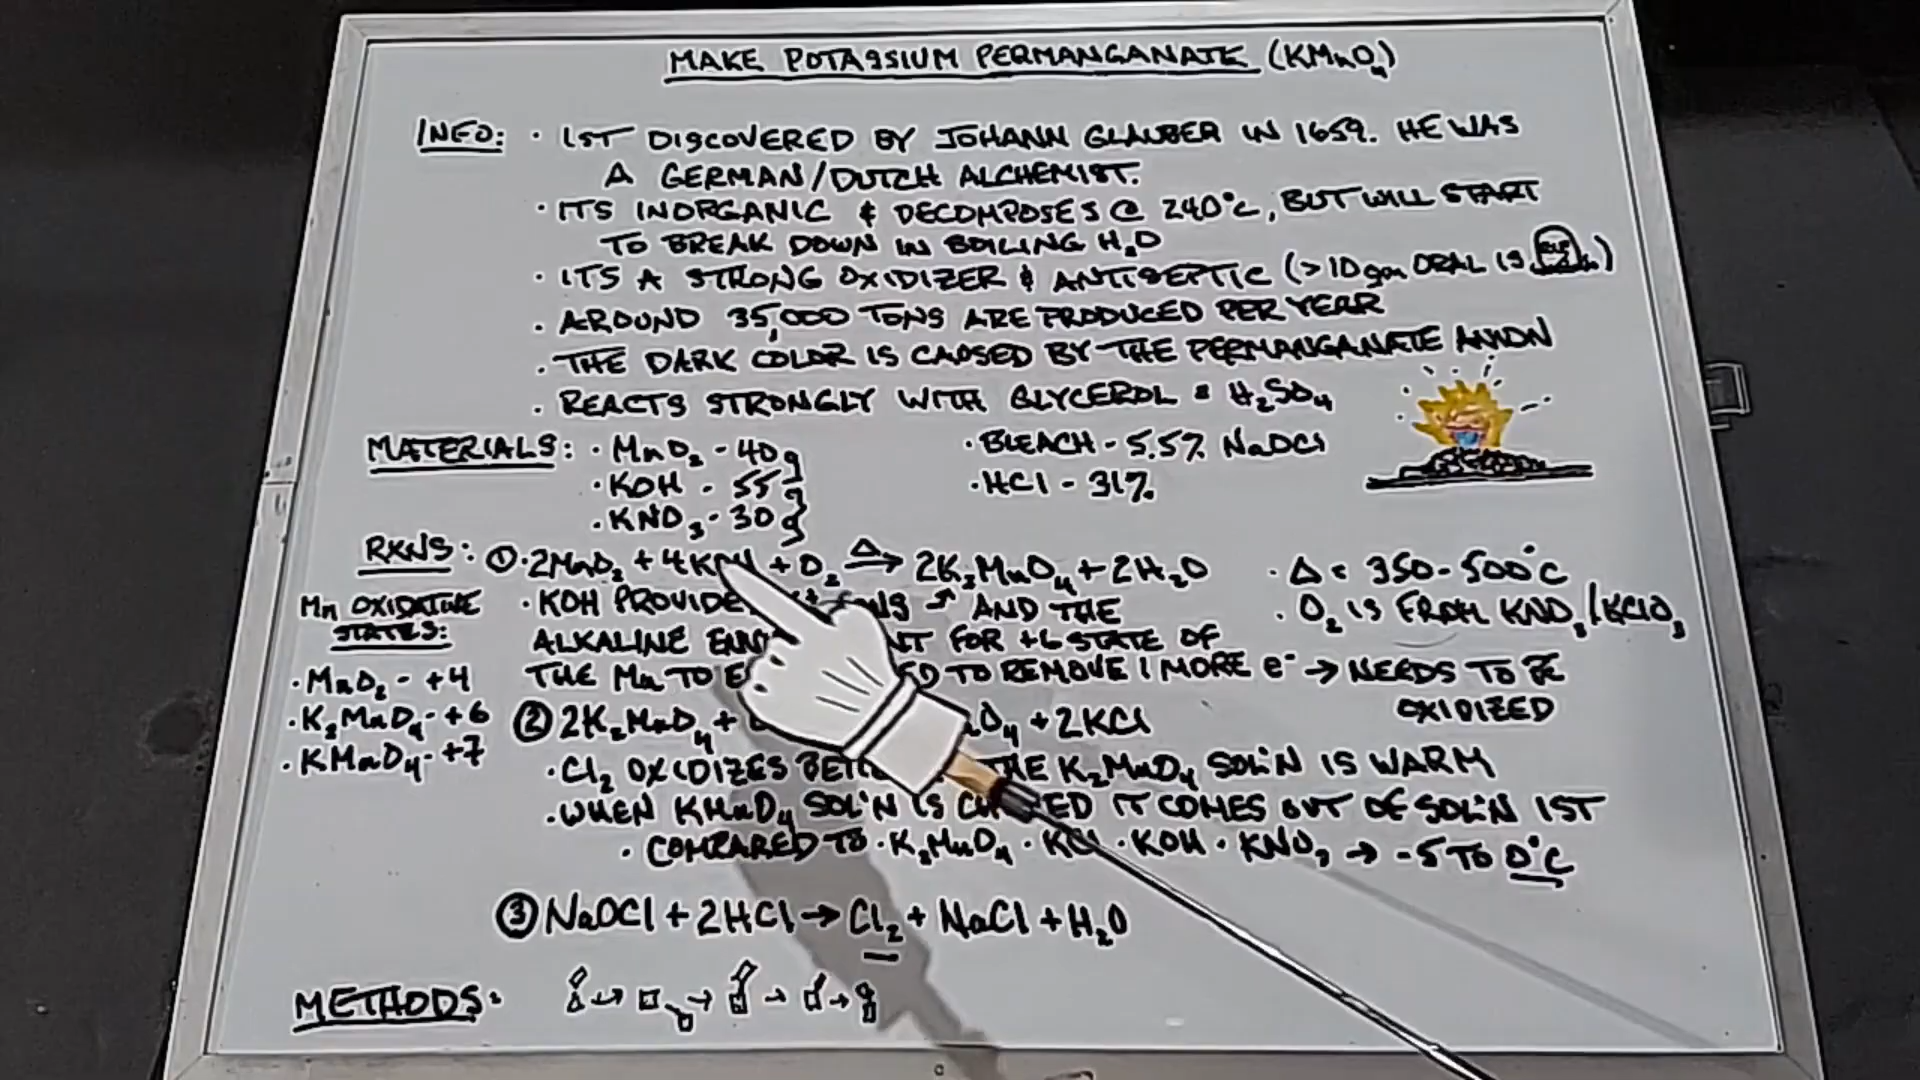 MAKE POTASSIUM PERMANGANATE (KMnO₄)
INFO: · 1ST DISCOVERED BY JOHANN GLAUBER IN 1659. HE WAS
A GERMAN/DUTCH ALCHEMIST.
· ITS INORGANIC & DECOMPOSES @ 240°C, BUT WILL START
TO BREAK DOWN IN BOILING H₂O
· ITS A STRONG OXIDIZER & ANTISEPTIC (>10gm ORAL IS
· AROUND 35,000 TONS ARE PRODUCED PER YEAR
· THE DARK COLOR IS CAUSED BY THE PERMANGANATE ANION
· REACTS STRONGLY WITH GLYCEROL & H₂SO₄
MATERIALS: · MnO₂ - 40g · BLEACH - 5.5% NaOCl
· KOH - 55g · HCl - 31%
· KNO₃ - 30g
RXNS: ① · 2MnO₂ + 4KOH + O₂ Δ→ 2K₂MnO₄ + 2H₂O · Δ = 350-500°C
Mn OXIDATIVE STATES:
· MnO₂ - +4
· K₂MnO₄ - +6
· KMnO₄ - +7
· KOH PROVIDE AND THE · O₂ IS FROM KNO₃/KClO₃
ALKALINE FOR +6 STATE OF
THE Mn TO TO REMOVE 1 MORE e⁻ → NEEDS TO BE
OXIDIZED
② 2K₂MnO₄ + + 2KCl
· Cl₂ OXIDIZES THE K₂MnO₄ SOL'N IS WARM
· WHEN KMnO₄ SOL'N IS IT COMES OUT OF SOL'N 1ST
· COMPARED TO · K₂MnO₄ · · KOH · KNO₃ → -5 TO 0°C
③ NaOCl + 2HCl → Cl₂ + NaCl + H₂O
METHODS: